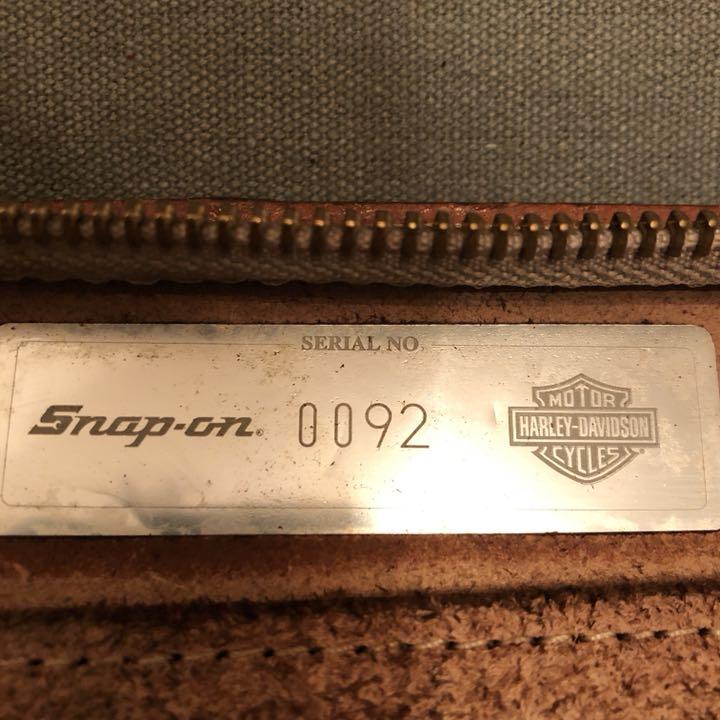 SERIAL NO.
Snap-on®
0092
MOTOR
HARLEY-DAVIDSON
CYCLES®